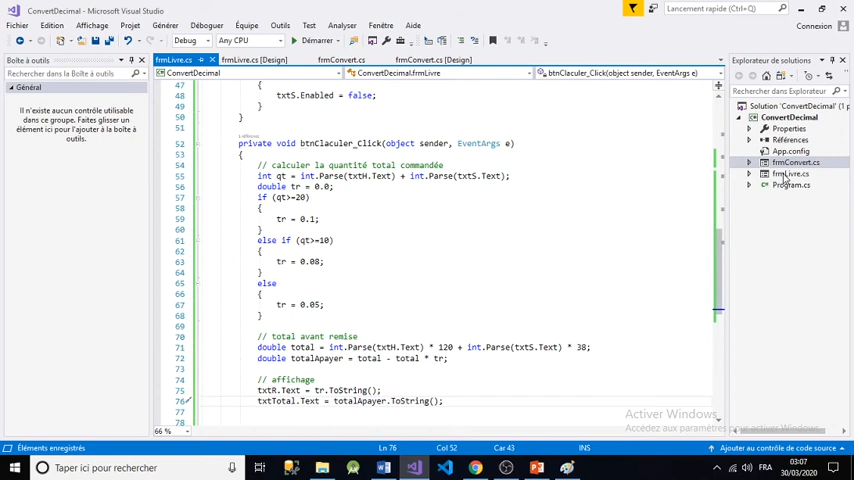 ConvertDecimal - Microsoft Visual Studio
Lancement rapide (Ctrl+Q)
Fichier Edition Affichage Projet Générer Déboguer Équipe Outils Test Analyser Fenêtre Aide
Connexion
Debug Any CPU Démarrer
Boîte à outils
frmLivre.cs frmLivre.cs [Design] frmConvert.cs frmConvert.cs [Design]
Explorateur de solutions
Rechercher dans Boîte à outils
ConvertDecimal ConvertDecimal.frmLivre btnClaculer_Click(object sender, EventArgs e)
Rechercher dans Explorateur
Général
Il n'existe aucun contrôle utilisable
dans ce groupe. Faites glisser un
élément ici pour l'ajouter à la boîte à
outils.
47 {
48 txtS.Enabled = false;
49 }
50 }
51
52 private void btnClaculer_Click(object sender, EventArgs e)
53 {
54 // calculer la quantité total commandée
55 int qt = int.Parse(txtH.Text) + int.Parse(txtS.Text);
56 double tr = 0.0;
57 if (qt>=20)
58 {
59 tr = 0.1;
60 }
61 else if (qt>=10)
62 {
63 tr = 0.08;
64 }
65 else
66 {
67 tr = 0.05;
68 }
69
70 // total avant remise
71 double total = int.Parse(txtH.Text) * 120 + int.Parse(txtS.Text) * 38;
72 double totalApayer = total - total * tr;
73
74 // affichage
75 txtR.Text = tr.ToString();
76 txtTotal.Text = totalApayer.ToString();
77
78
Solution 'ConvertDecimal' (1 p
ConvertDecimal
Properties
Références
App.config
frmConvert.cs
frmLivre.cs
Program.cs
66 %
Activer Windows
Accédez aux paramètres pour activer Windows.
Éléments enregistrés Ln 76 Col 52 Car 43 INS Ajouter au contrôle de code source
Taper ici pour rechercher
FRA
03:07
30/03/2020